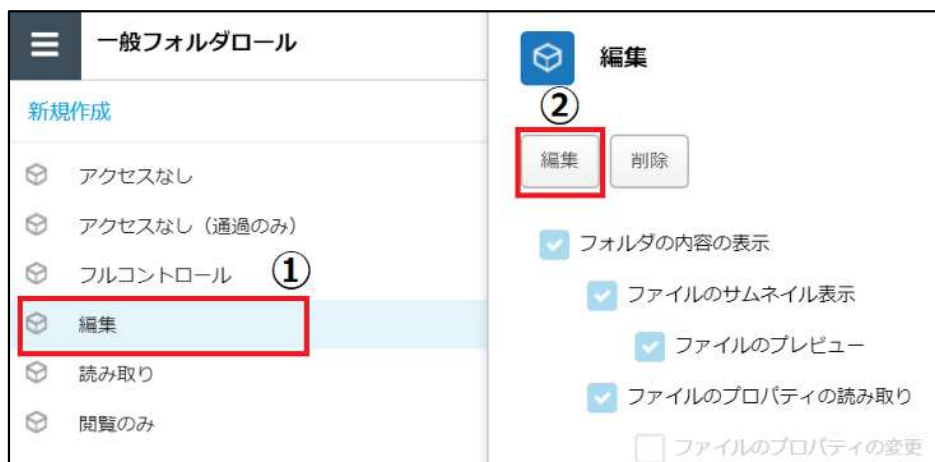 一般フォルダロール
新規作成
アクセスなし
アクセスなし（通過のみ）
フルコントロール
①
編集
読み取り
閲覧のみ
編集
②
編集
削除
フォルダの内容の表示
ファイルのサムネイル表示
ファイルのプレビュー
ファイルのプロパティの読み取り
ファイルのプロパティの変更